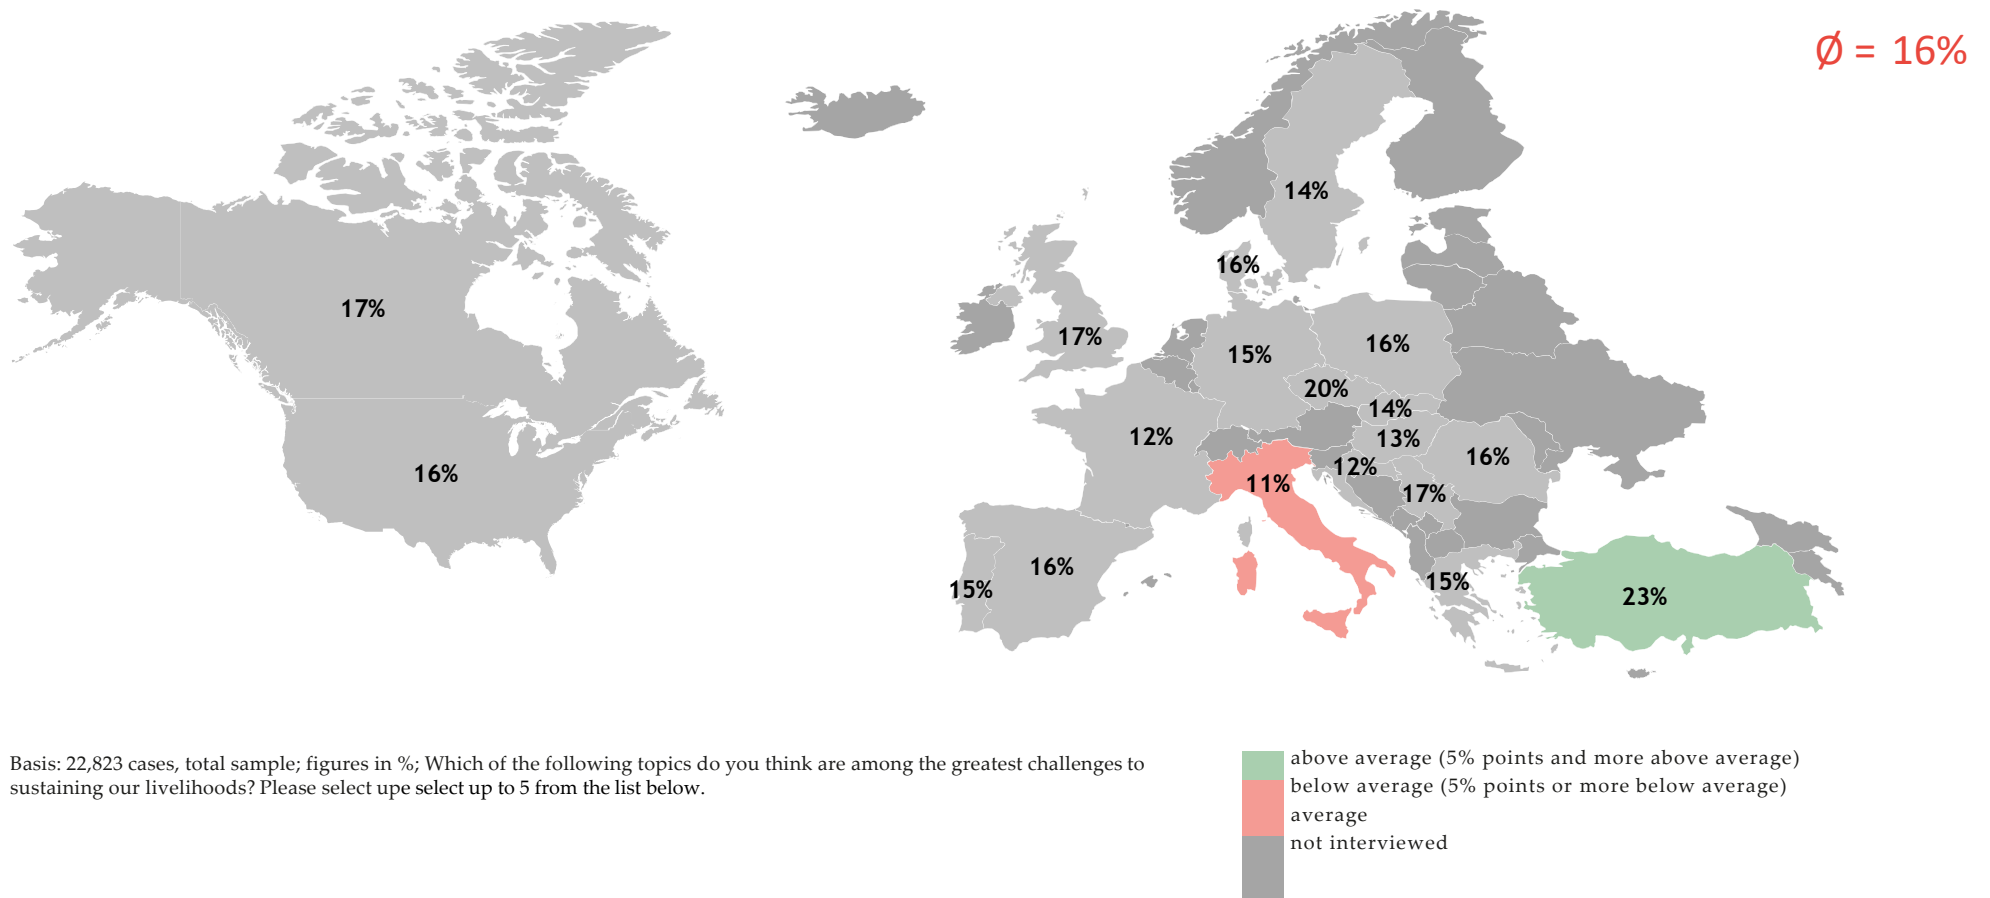 Ø = 16%
14%
16%
17%
17%
15%
16%
20%
14%
12%
13%
16%
12%
16%
11%
17%
15%
16%
15%
23%
Basis: 22,823 cases, total sample; figures in %; Which of the following topics do you think are among the greatest challenges to
sustaining our livelihoods? Please select upe select up to 5 from the list below.
above average (5% points and more above average)
below average (5% points or more below average)
average
not interviewed